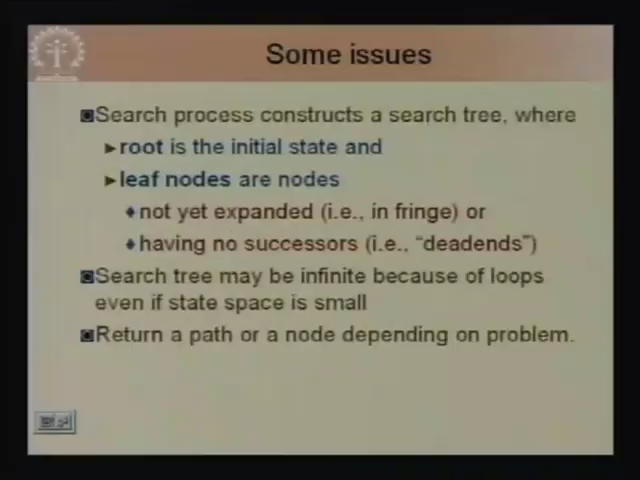 Some issues
Search process constructs a search tree, where
root is the initial state and
leaf nodes are nodes
not yet expanded (i.e., in fringe) or
having no successors (i.e., “deadends”)
Search tree may be infinite because of loops
even if state space is small
Return a path or a node depending on problem.